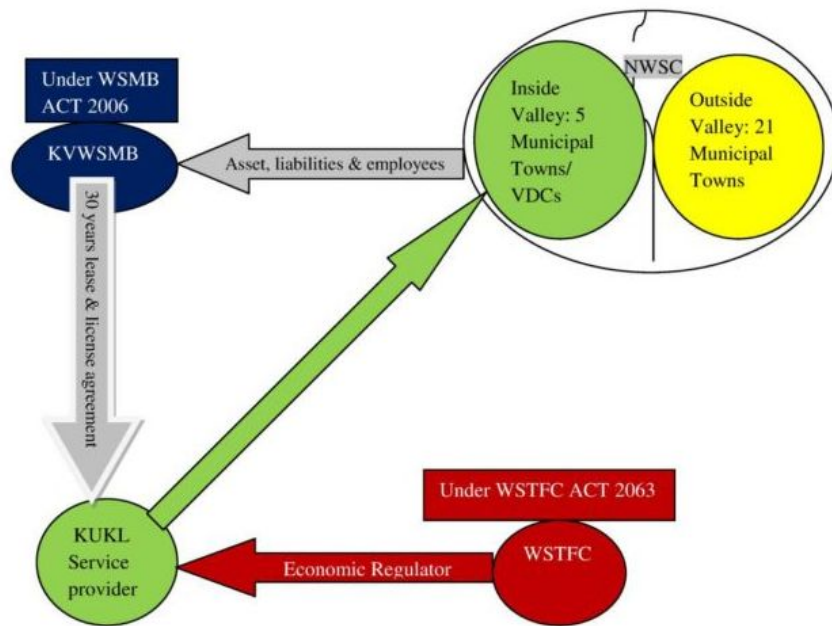 Under WSMB
ACT 2006
KVWSMB
Asset, liabilities & employees
NWSC
Inside
Valley: 5
Municipal
Towns/
VDCs
Outside
Valley: 21
Municipal
Towns
30 years lease & license agreement
KUKL
Service
provider
Economic Regulator
Under WSTFC ACT 2063
WSTFC